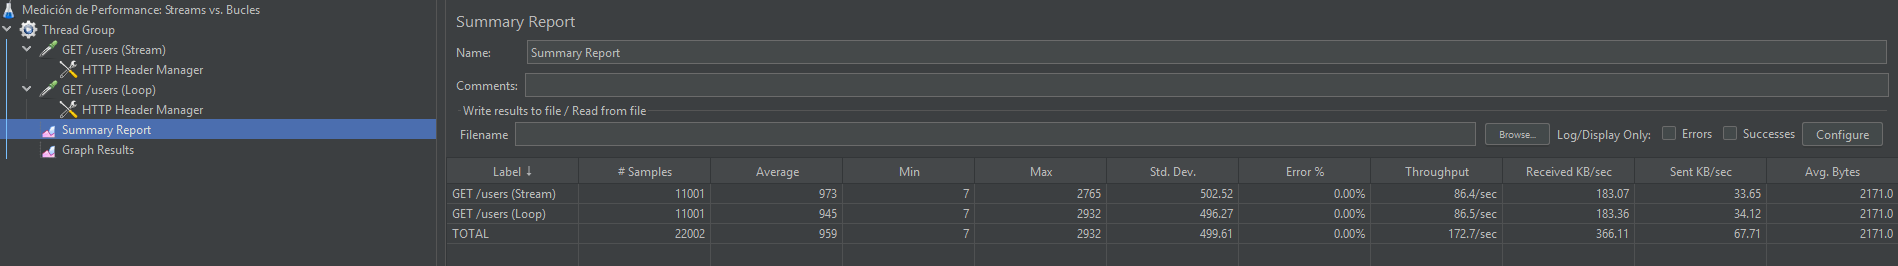 Medición de Performance: Streams vs. Bucles
Thread Group
GET /users (Stream)
HTTP Header Manager
GET /users (Loop)
HTTP Header Manager
Summary Report
Graph Results
Summary Report
Name: Summary Report
Comments:
Write results to file / Read from file
Filename Browse... Log/Display Only: Errors Successes Configure
Label ↓ # Samples Average Min Max Std. Dev. Error % Throughput Received KB/sec Sent KB/sec Avg. Bytes
GET /users (Stream) 11001 973 7 2765 502.52 0.00% 86.4/sec 183.07 33.65 2171.0
GET /users (Loop) 11001 945 7 2932 496.27 0.00% 86.5/sec 183.36 34.12 2171.0
TOTAL 22002 959 7 2932 499.61 0.00% 172.7/sec 366.11 67.71 2171.0